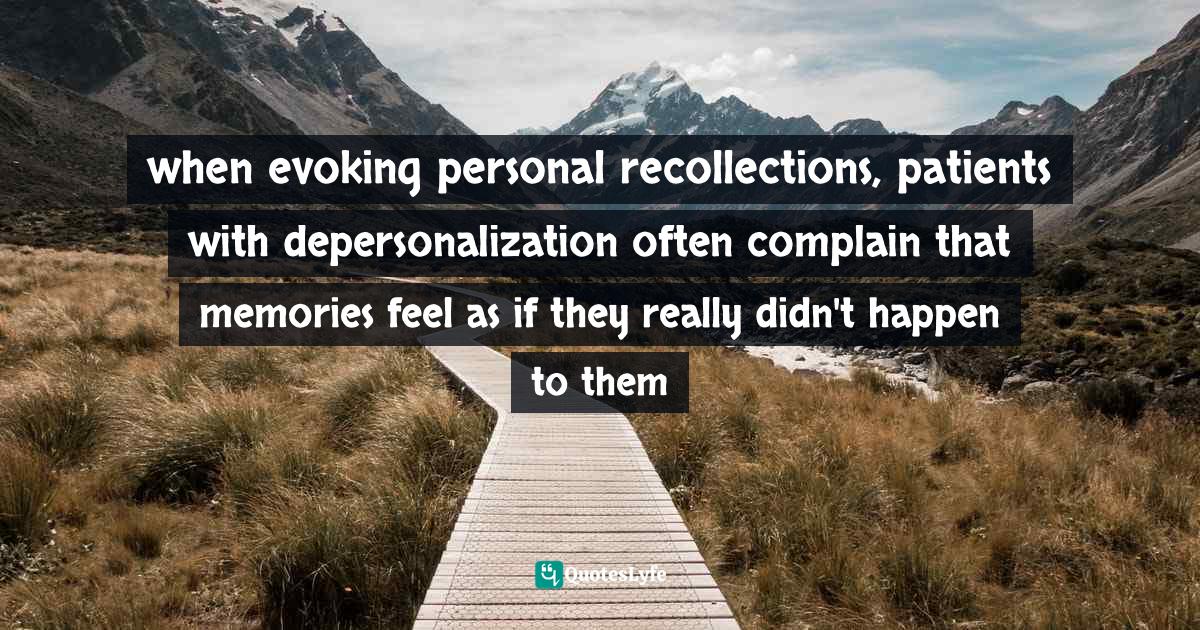 when evoking personal recollections, patients
with depersonalization often complain that
memories feel as if they really didn't happen
to them
QuotesLyfe